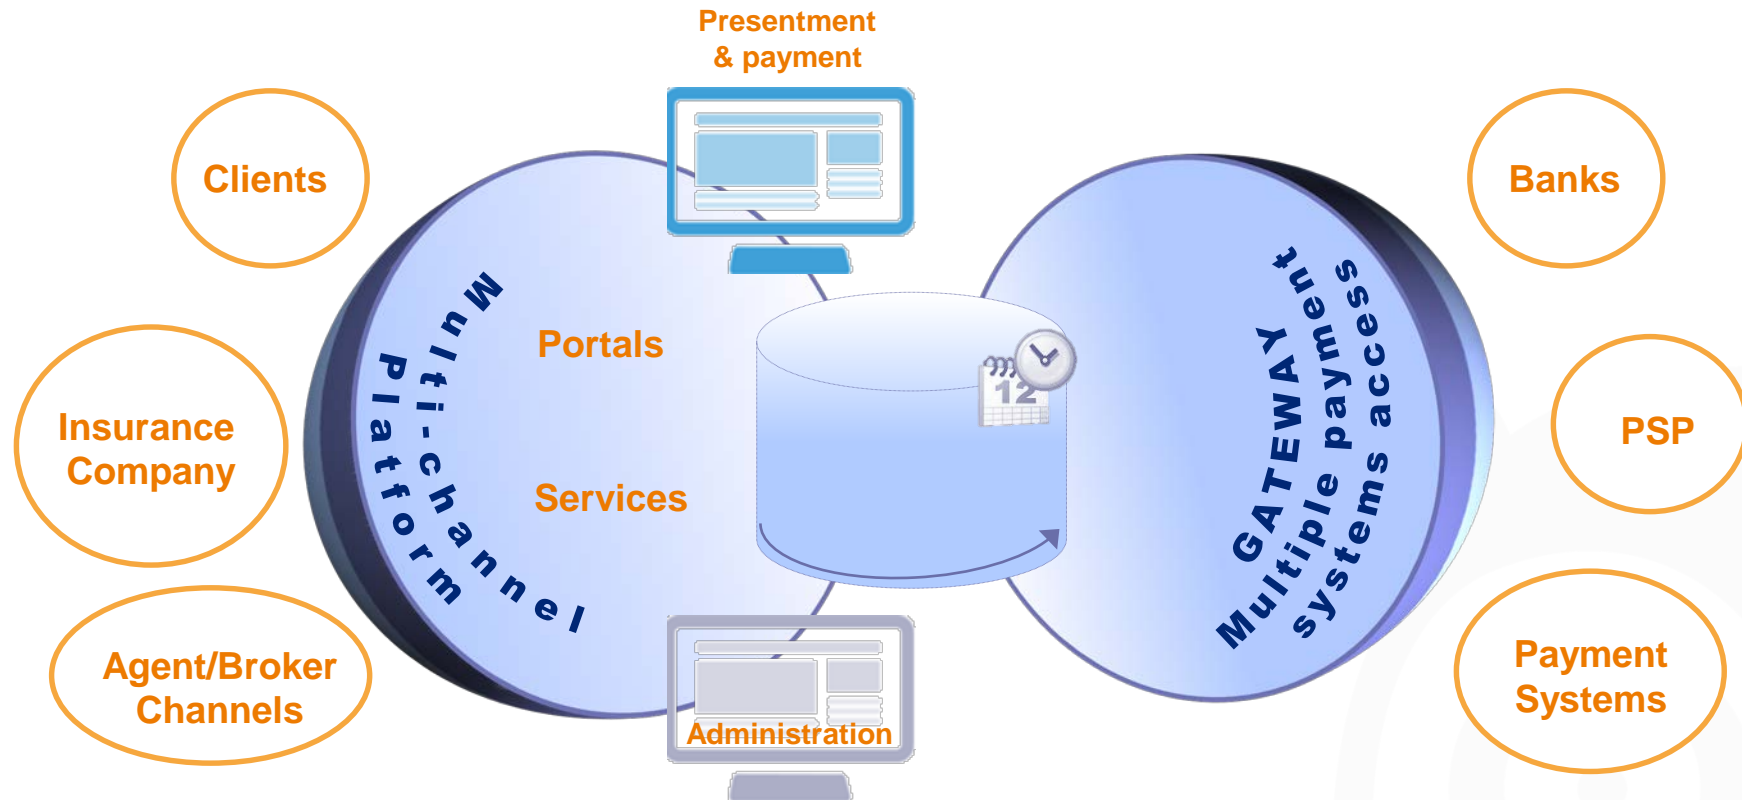 Presentment
& payment
Clients
Banks
Multi-channel
Platform
Portals
Services
12
GATEWAY
Multiple payment
systems access
Insurance
Company
PSP
Agent/Broker
Channels
Administration
Payment
Systems